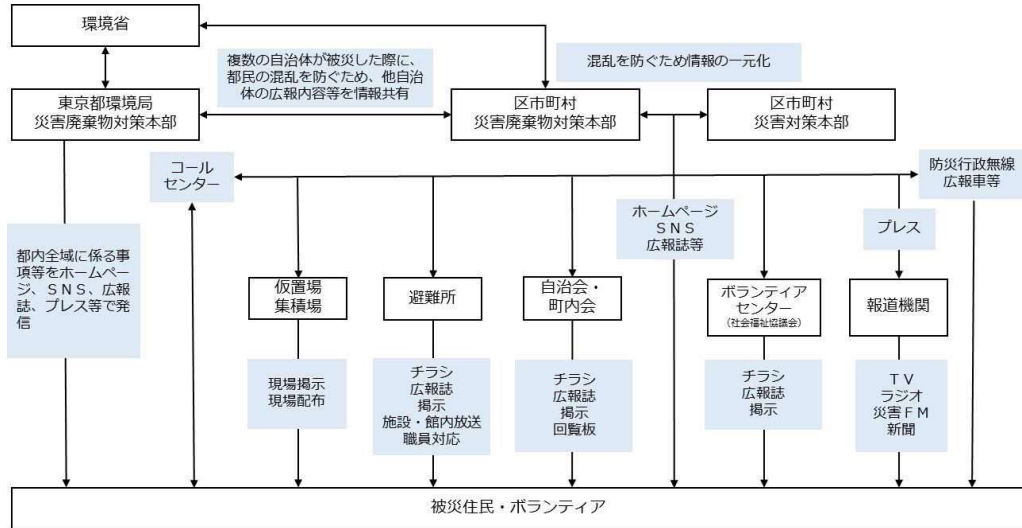 環境省
複数の自治体が被災した際に、
都民の混乱を防ぐため、他自治
体の広報内容等を情報共有
混乱を防ぐため情報の一元化
東京都環境局
災害廃棄物対策本部
区市町村
災害廃棄物対策本部
区市町村
災害対策本部
コール
センター
防災行政無線
広報車等
ホームページ
ＳＮＳ
広報誌等
プレス
都内全域に係る事
項等をホームペー
ジ、ＳＮＳ、広報
誌、プレス等で発
信
仮置場
集積場
避難所
自治会・
町内会
ボランティア
センター
（社会福祉協議会）
報道機関
現場掲示
現場配布
チラシ
広報誌
掲示
施設・館内放送
職員対応
チラシ
広報誌
掲示
回覧板
チラシ
広報誌
掲示
ＴＶ
ラジオ
災害ＦＭ
新聞
被災住民・ボランティア